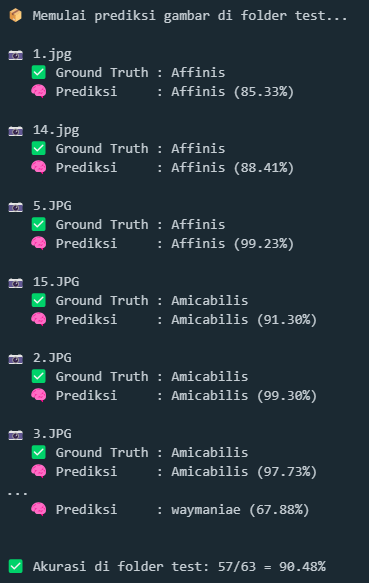 📦 Memulai prediksi gambar di folder test...
📷 1.jpg
✅ Ground Truth : Affinis
🧠 Prediksi     : Affinis (85.33%)
📷 14.jpg
✅ Ground Truth : Affinis
🧠 Prediksi     : Affinis (88.41%)
📷 5.JPG
✅ Ground Truth : Affinis
🧠 Prediksi     : Affinis (99.23%)
📷 15.JPG
✅ Ground Truth : Amicabilis
🧠 Prediksi     : Amicabilis (91.30%)
📷 2.JPG
✅ Ground Truth : Amicabilis
🧠 Prediksi     : Amicabilis (99.30%)
📷 3.JPG
✅ Ground Truth : Amicabilis
🧠 Prediksi     : Amicabilis (97.73%)
...
🧠 Prediksi     : waymaniae (67.88%)
✅ Akurasi di folder test: 57/63 = 90.48%